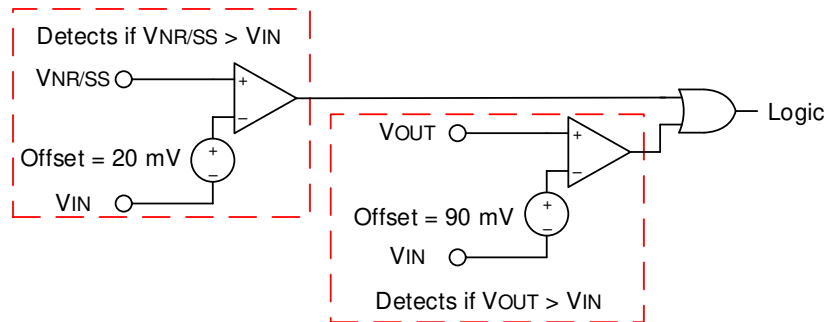 Detects if VNR/SS > VIN
VNR/SS
+
−
Offset = 20 mV
+
−
VIN
Logic
VOUT
+
−
Offset = 90 mV
+
−
VIN
Detects if VOUT > VIN